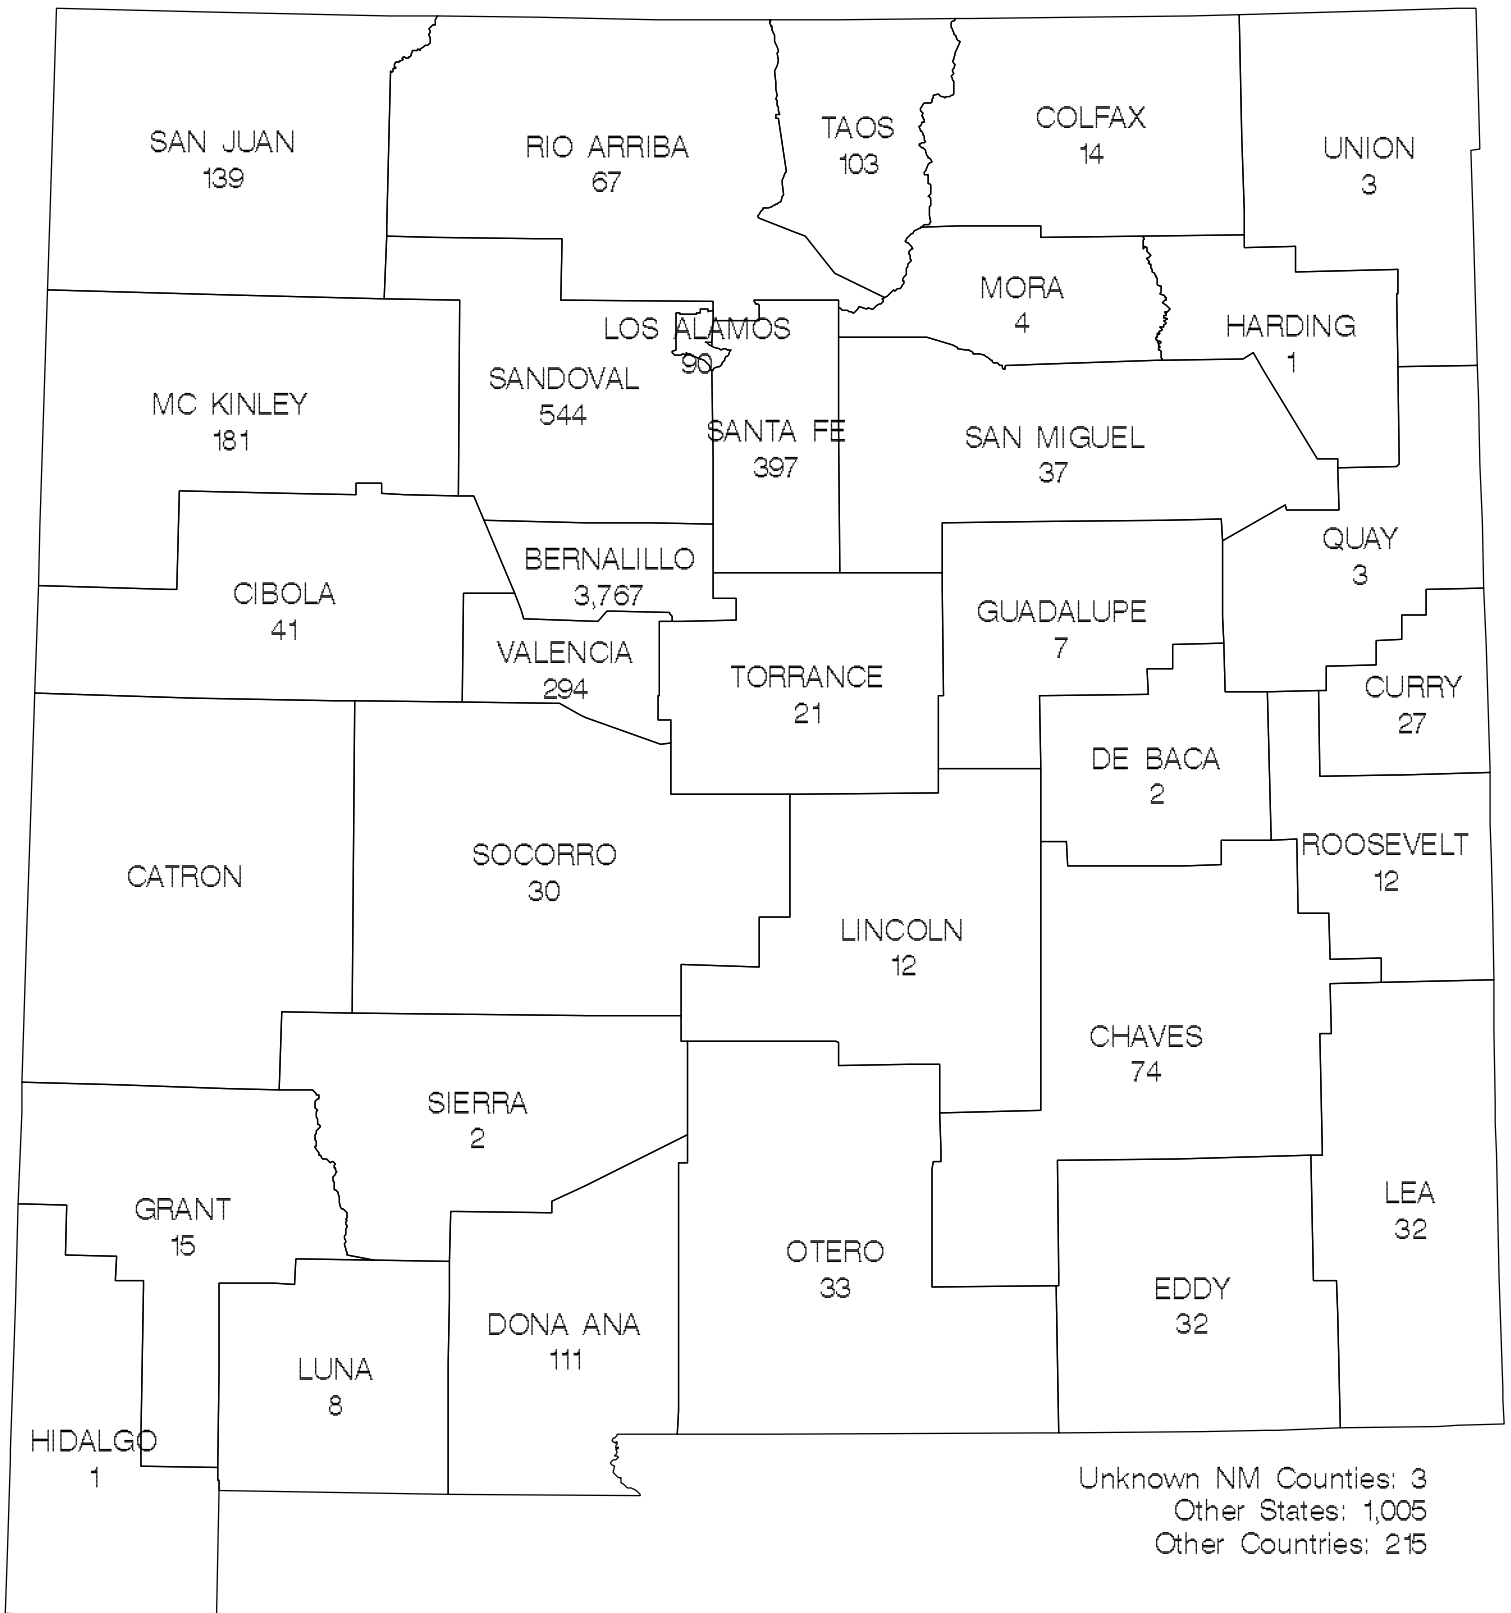 SAN JUAN
139
RIO ARRIBA
67
TAOS
103
COLFAX
14
UNION
3
MORA
4
HARDING
1
LOS ALAMOS
90
SANDOVAL
544
MC KINLEY
181
SANTA FE
397
SAN MIGUEL
37
QUAY
3
BERNALILLO
3,767
CIBOLA
41
GUADALUPE
7
VALENCIA
294
TORRANCE
21
CURRY
27
DE BACA
2
ROOSEVELT
12
SOCORRO
30
CATRON
LINCOLN
12
CHAVES
74
SIERRA
2
LEA
32
GRANT
15
OTERO
33
EDDY
32
DONA ANA
111
LUNA
8
HIDALGO
1
Unknown NM Counties: 3
Other States: 1,005
Other Countries: 215